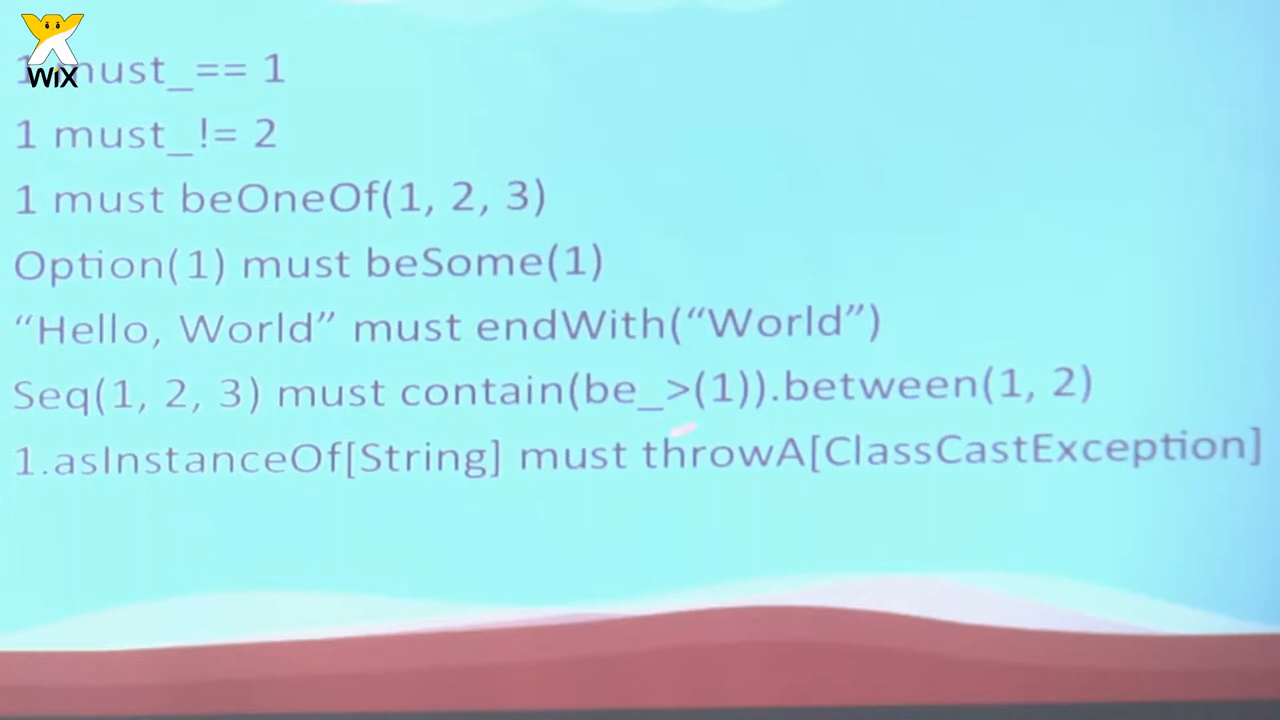 WiX
1 must_== 1
1 must_!= 2
1 must beOneOf(1, 2, 3)
Option(1) must beSome(1)
“Hello, World” must endWith(“World”)
Seq(1, 2, 3) must contain(be_>(1)).between(1, 2)
1.asInstanceOf[String] must throwA[ClassCastException]